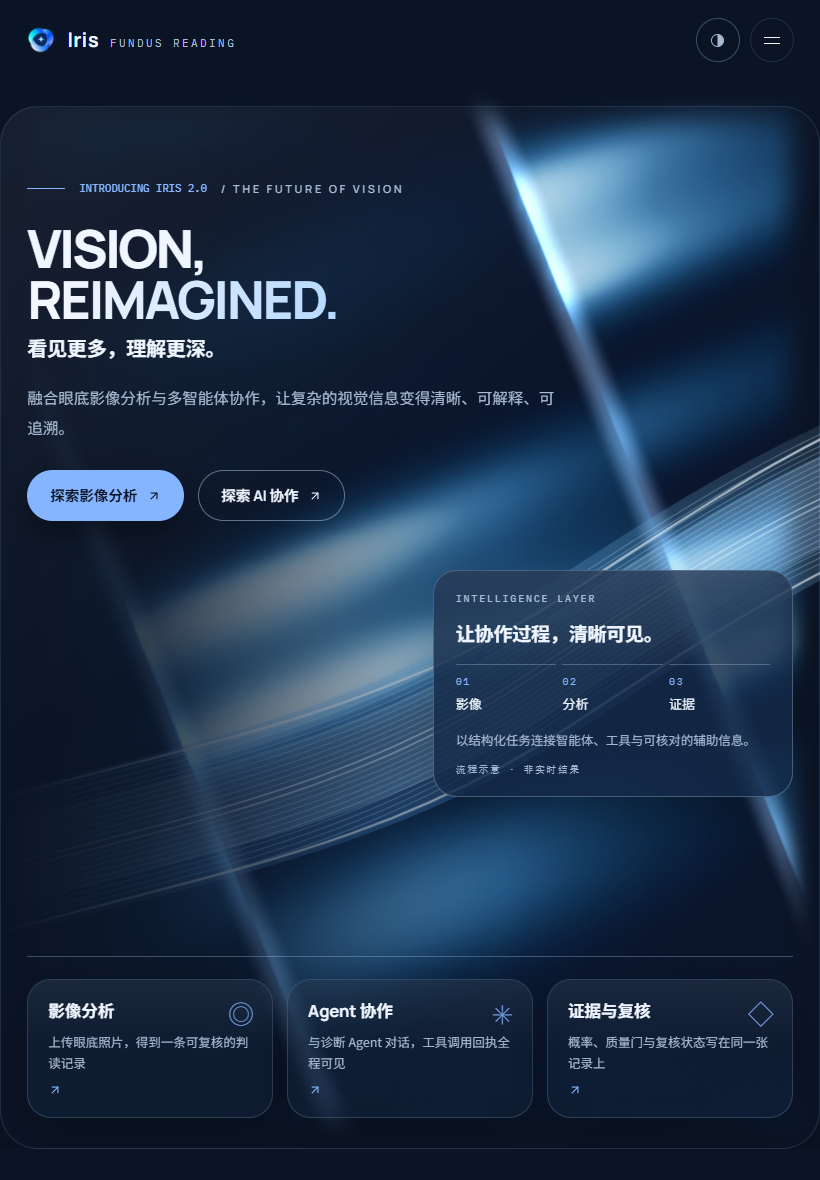 Iris FUNDUS READING
INTRODUCING IRIS 2.0 / THE FUTURE OF VISION
VISION,
REIMAGINED.
看见更多，理解更深。
融合眼底影像分析与多智能体协作，让复杂的视觉信息变得清晰、可解释、可
追溯。
探索影像分析
探索 AI 协作
INTELLIGENCE LAYER
让协作过程，清晰可见。
01 02 03
影像 分析 证据
以结构化任务连接智能体、工具与可核对的辅助信息。
流程示意 · 非实时结果
影像分析
上传眼底照片，得到一条可复核的判
读记录
Agent 协作
与诊断 Agent 对话，工具调用回执全
程可见
证据与复核
概率、质量门与复核状态写在同一张
记录上